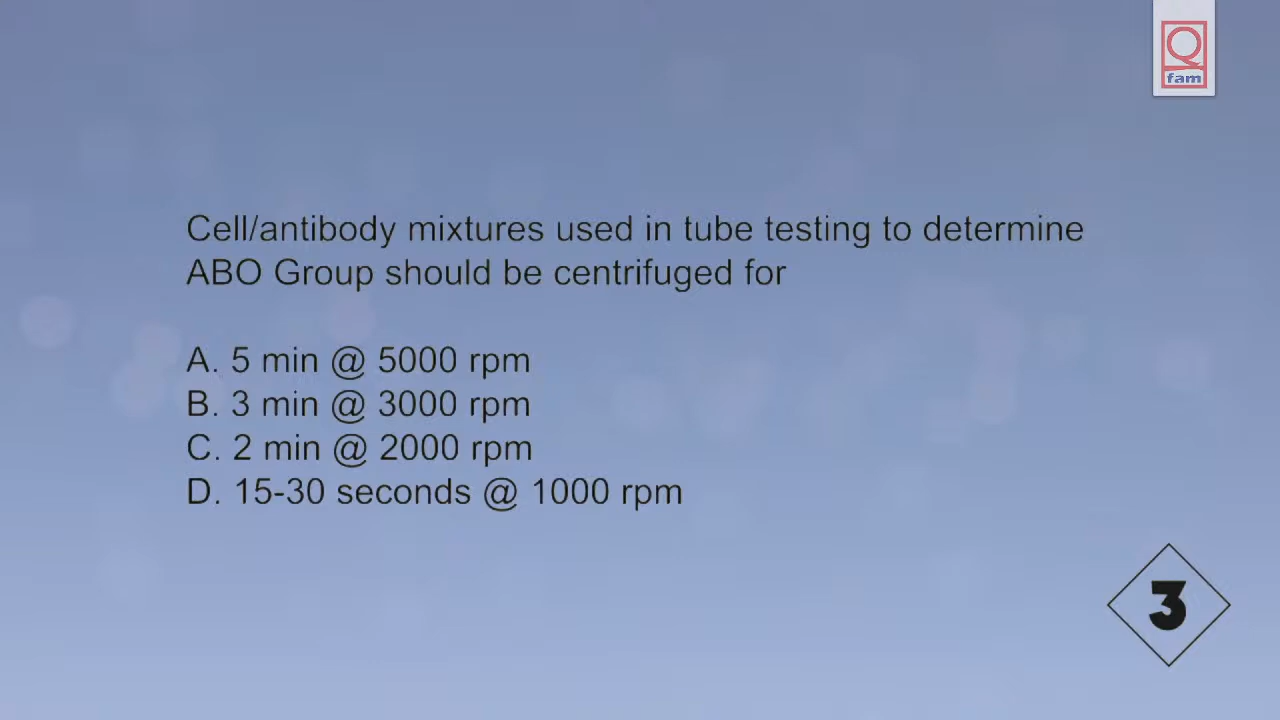 Q
fam
Cell/antibody mixtures used in tube testing to determine
ABO Group should be centrifuged for
A. 5 min @ 5000 rpm
B. 3 min @ 3000 rpm
C. 2 min @ 2000 rpm
D. 15-30 seconds @ 1000 rpm
3